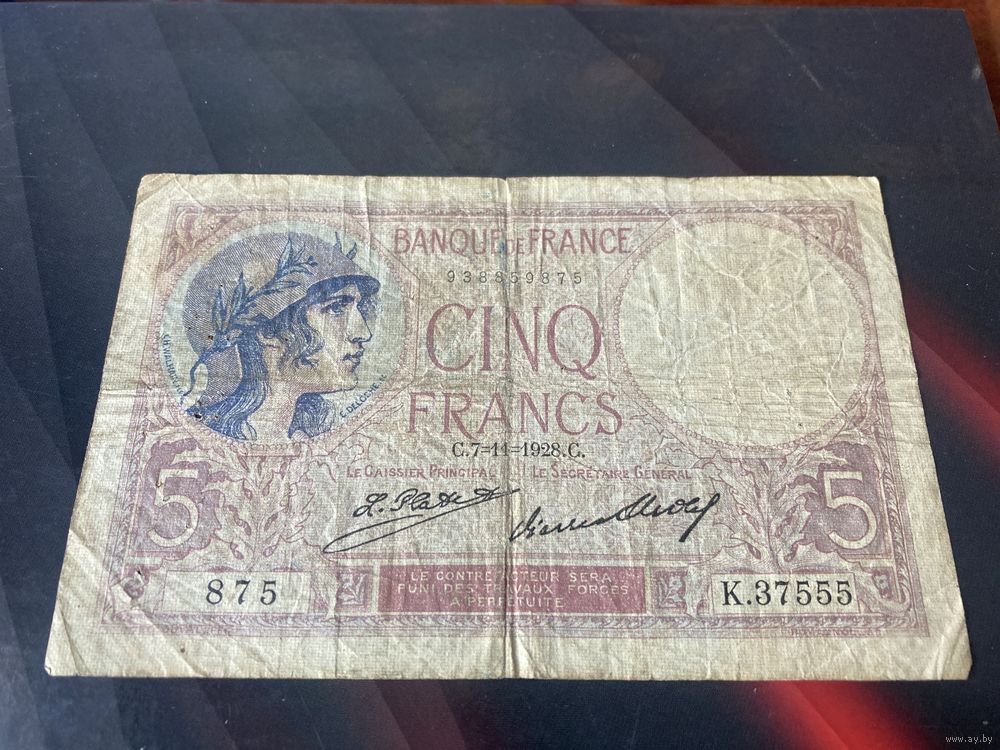 BANQUE DE FRANCE
938859875
CINQ
FRANCS
C.7=11=1928.C.
LE CAISSIER PRINCIPAL LE SECRÉTAIRE GÉNÉRAL
5 5
875 K.37555
LE CONTREFACTEUR SERA
PUNI DES TRAVAUX FORCÉS
À PERPÉTUITÉ
www.ay.by